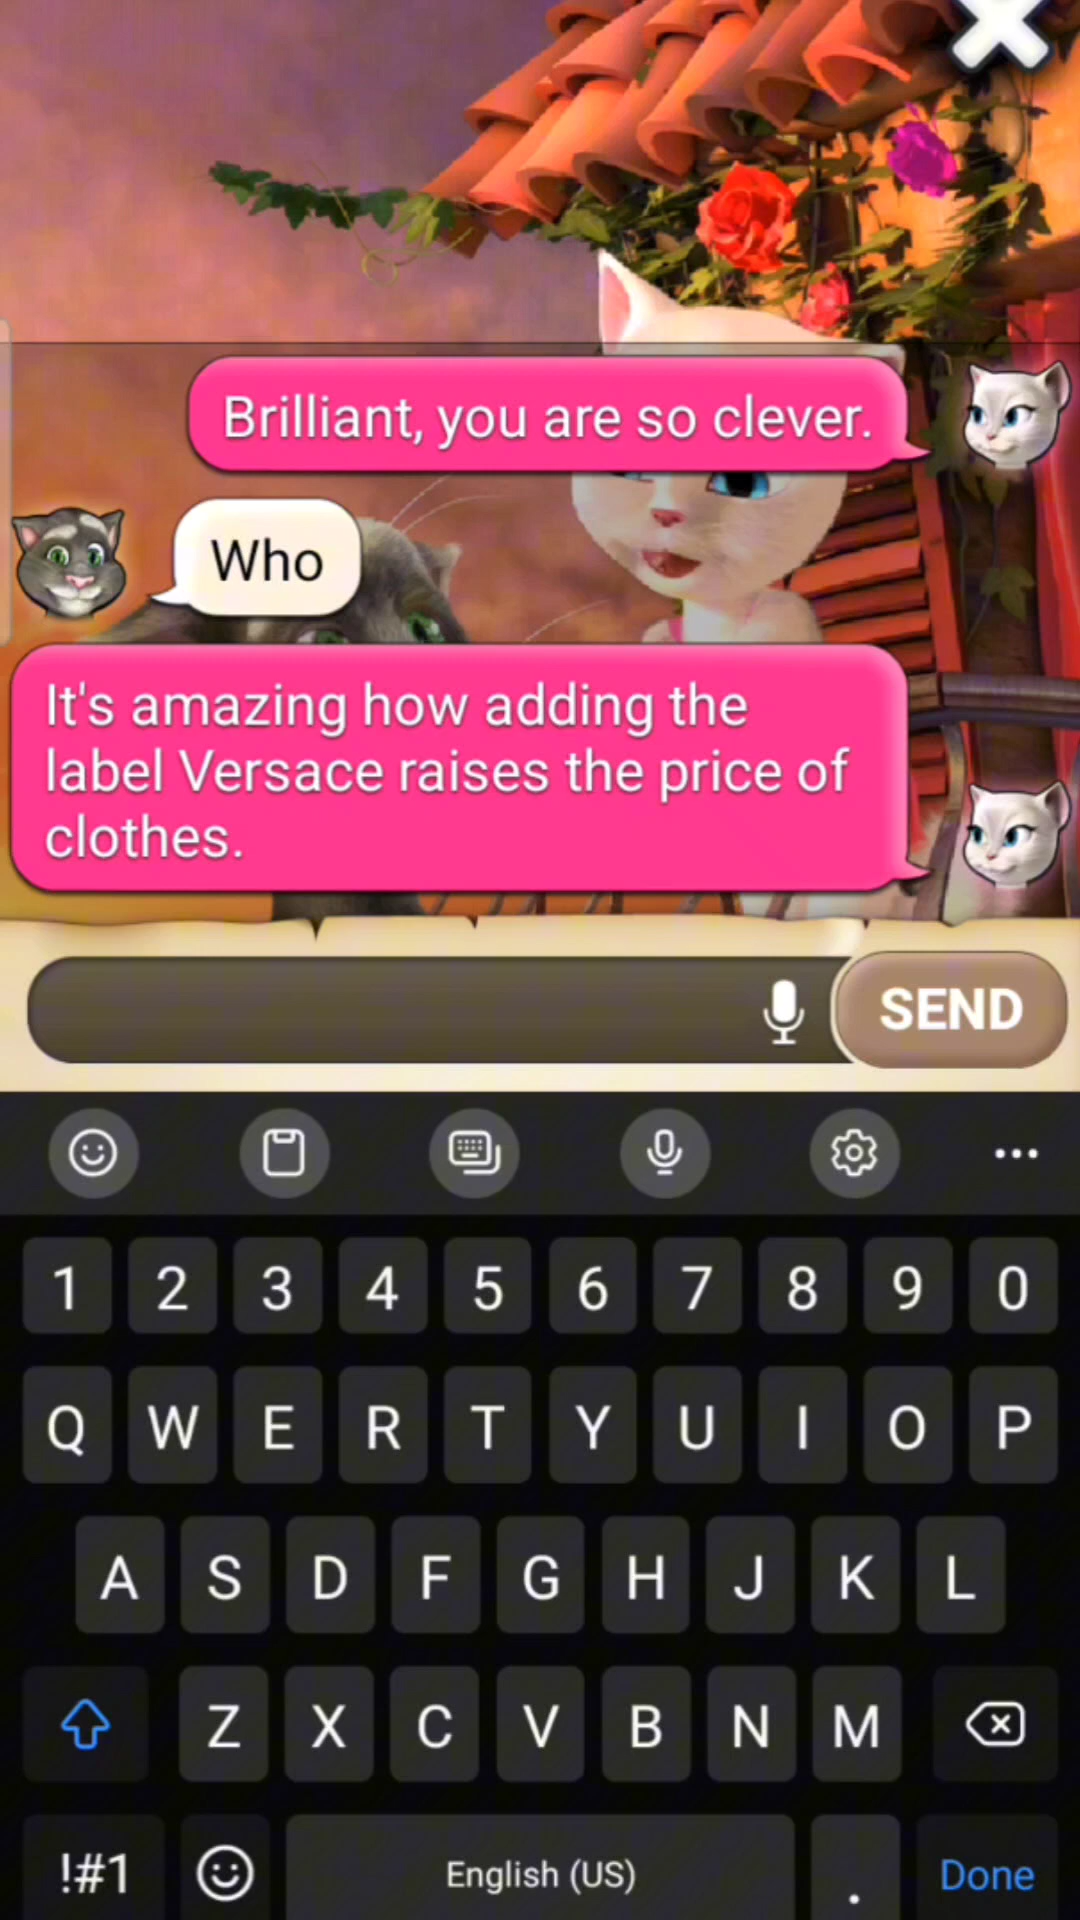 Brilliant, you are so clever.
Who
It's amazing how adding the
label Versace raises the price of
clothes.
SEND
1 2 3 4 5 6 7 8 9 0
Q W E R T Y U I O P
A S D F G H J K L
Z X C V B N M
!#1 English (US) . Done